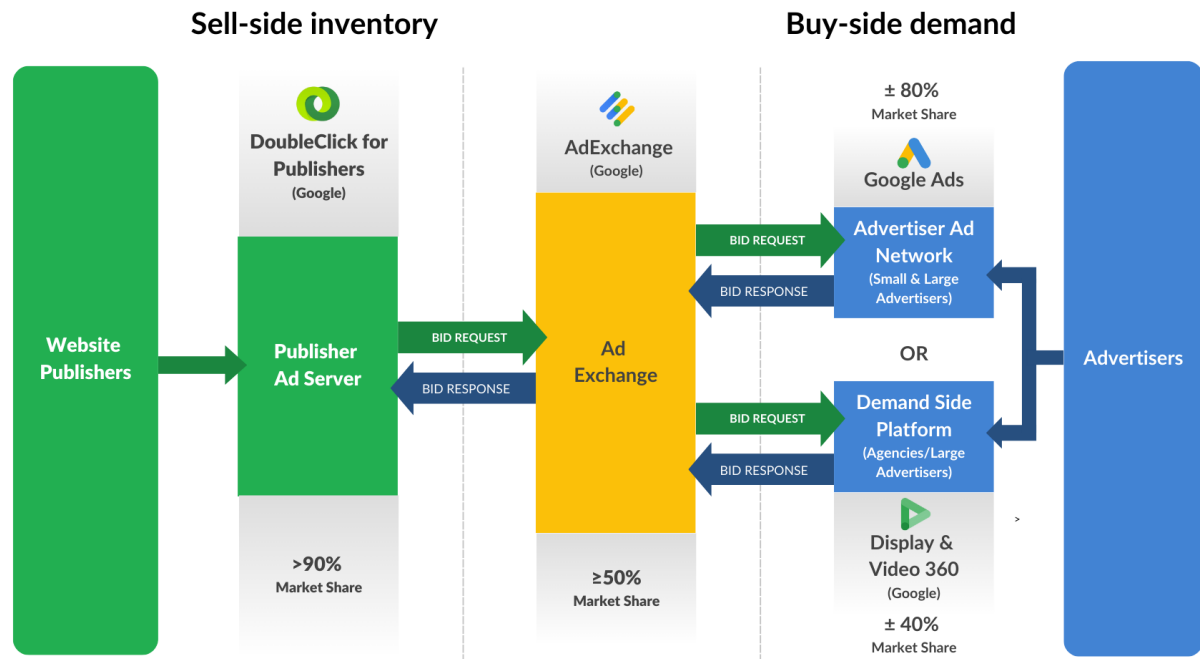 Sell-side inventory
Buy-side demand
Website
Publishers
DoubleClick for
Publishers
(Google)
Publisher
Ad Server
>90%
Market Share
BID REQUEST
BID RESPONSE
AdExchange
(Google)
Ad
Exchange
≥50%
Market Share
BID REQUEST
BID RESPONSE
BID REQUEST
BID RESPONSE
± 80%
Market Share
Google Ads
Advertiser Ad
Network
(Small & Large
Advertisers)
OR
Demand Side
Platform
(Agencies/Large
Advertisers)
Display &
Video 360
(Google)
± 40%
Market Share
>
Advertisers